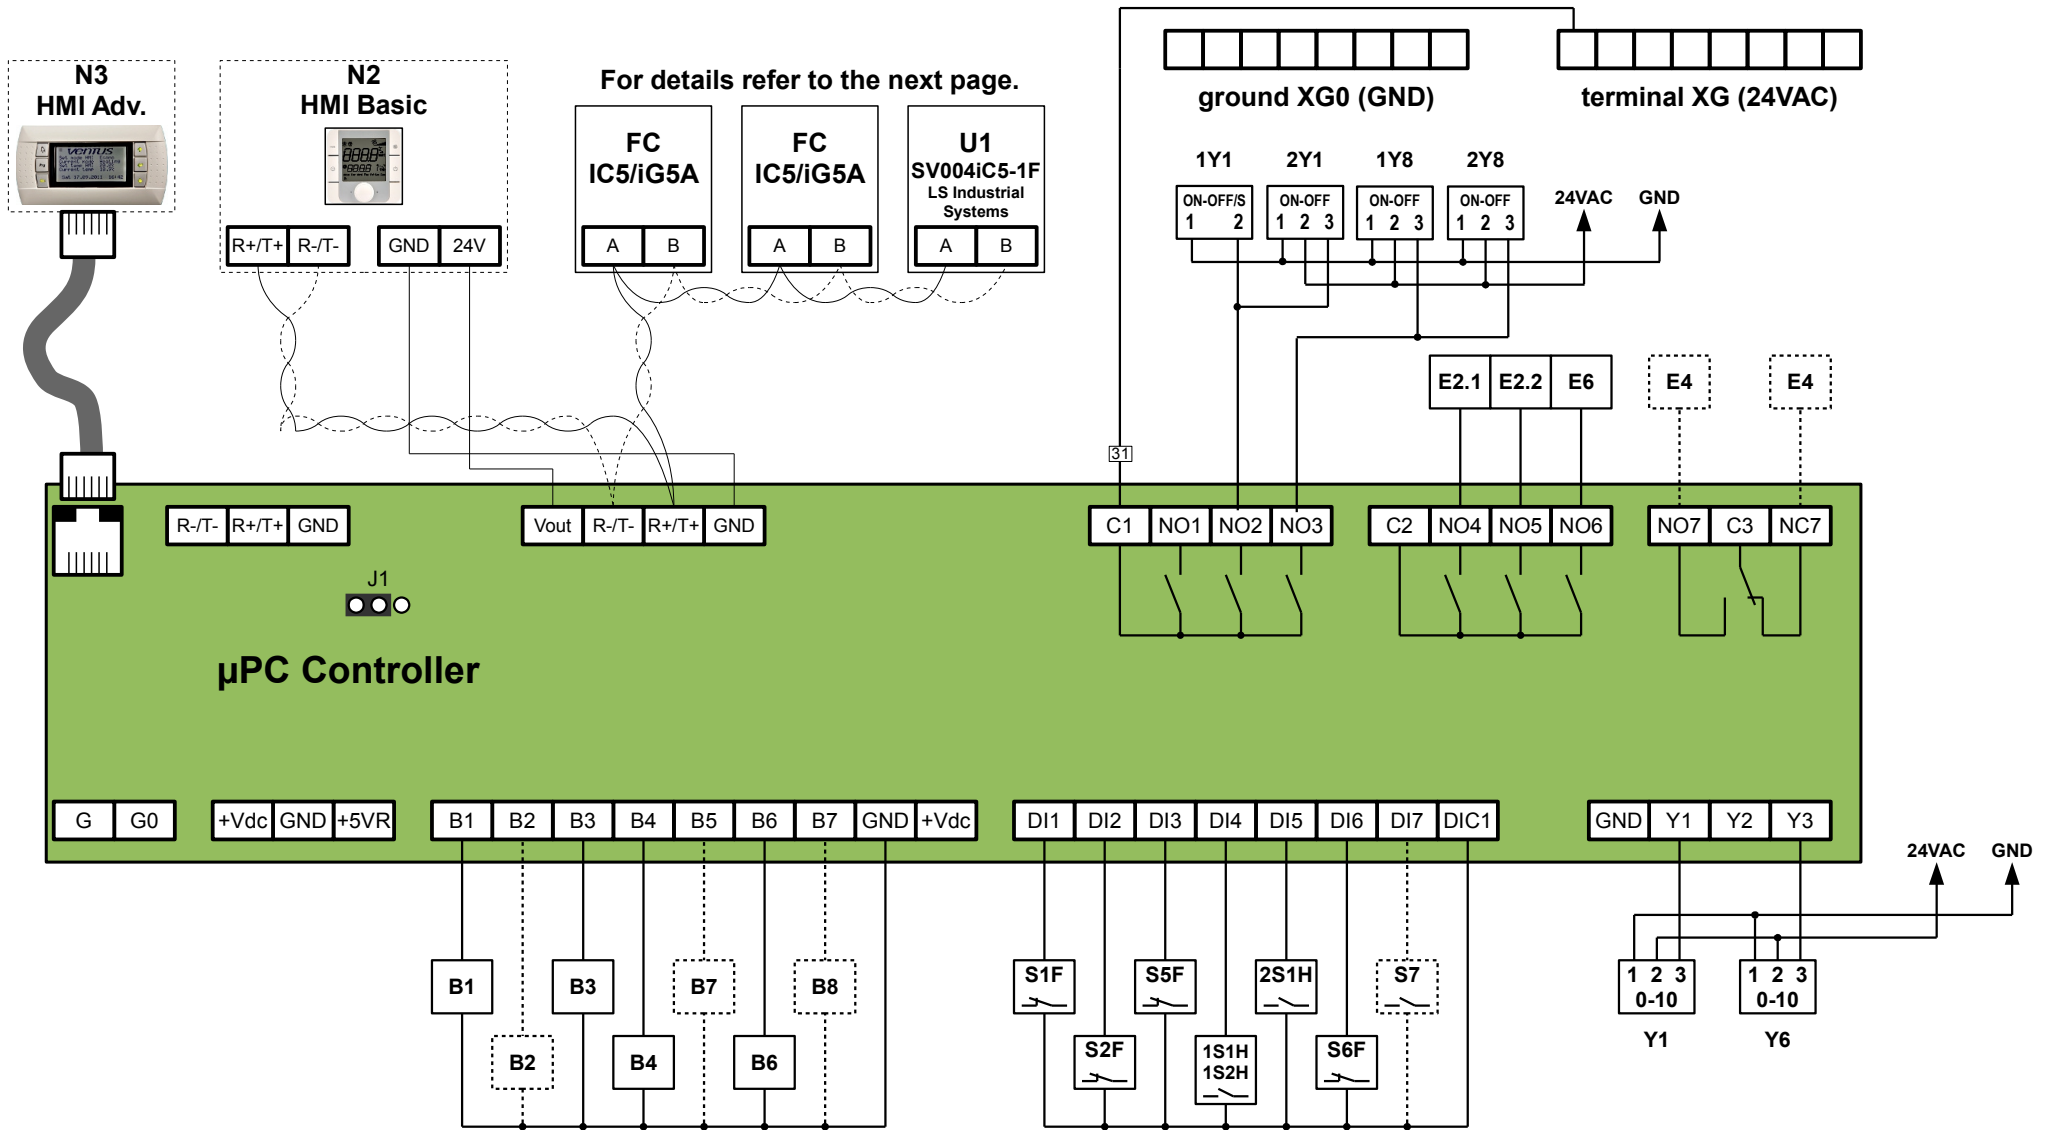 N3
HMI Adv.
VENTUS
N2
HMI Basic
R+/T+ R-/T- GND 24V
For details refer to the next page.
FC
IC5/iG5A
A B
FC
IC5/iG5A
A B
U1
SV004iC5-1F
LS Industrial
Systems
A B
ground XG0 (GND)
terminal XG (24VAC)
1Y1 2Y1 1Y8 2Y8
ON-OFF/S
1 2
ON-OFF
1 2 3
ON-OFF
1 2 3
ON-OFF
1 2 3
24VAC GND
E2.1 E2.2 E6 E4 E4
31
R-/T- R+/T+ GND
Vout R-/T- R+/T+ GND
C1 NO1 NO2 NO3
C2 NO4 NO5 NO6
NO7 C3 NC7
J1
µPC Controller
G G0
+Vdc GND +5VR
B1 B2 B3 B4 B5 B6 B7 GND +Vdc
DI1 DI2 DI3 DI4 DI5 DI6 DI7 DIC1
GND Y1 Y2 Y3
24VAC GND
B1 B3 B7 B8
B2 B4 B6
S1F S5F 2S1H S7
S2F
1S1H
1S2H
S6F
1 2 3
0-10
Y1
1 2 3
0-10
Y6